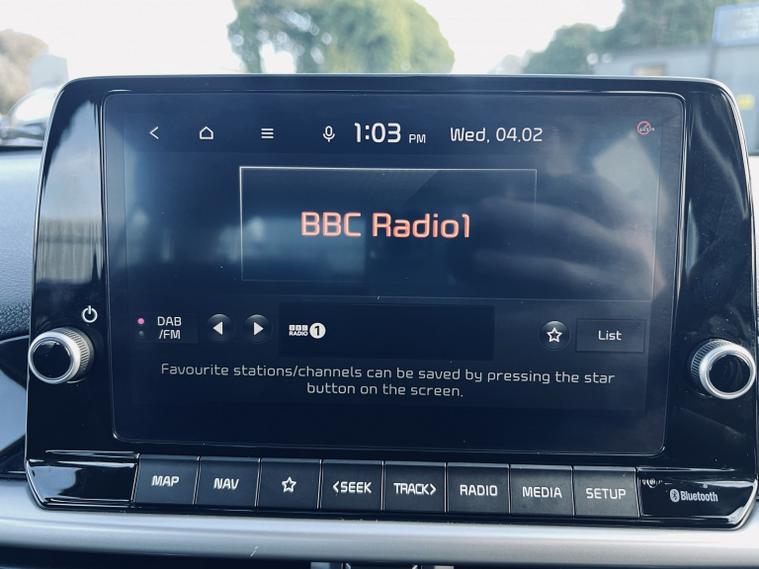 1:03 PM Wed, 04.02
BBC Radio1
DAB
/FM
BBC
RADIO 1
List
Favourite stations/channels can be saved by pressing the star
button on the screen.
MAP NAV <SEEK TRACK> RADIO MEDIA SETUP
Bluetooth